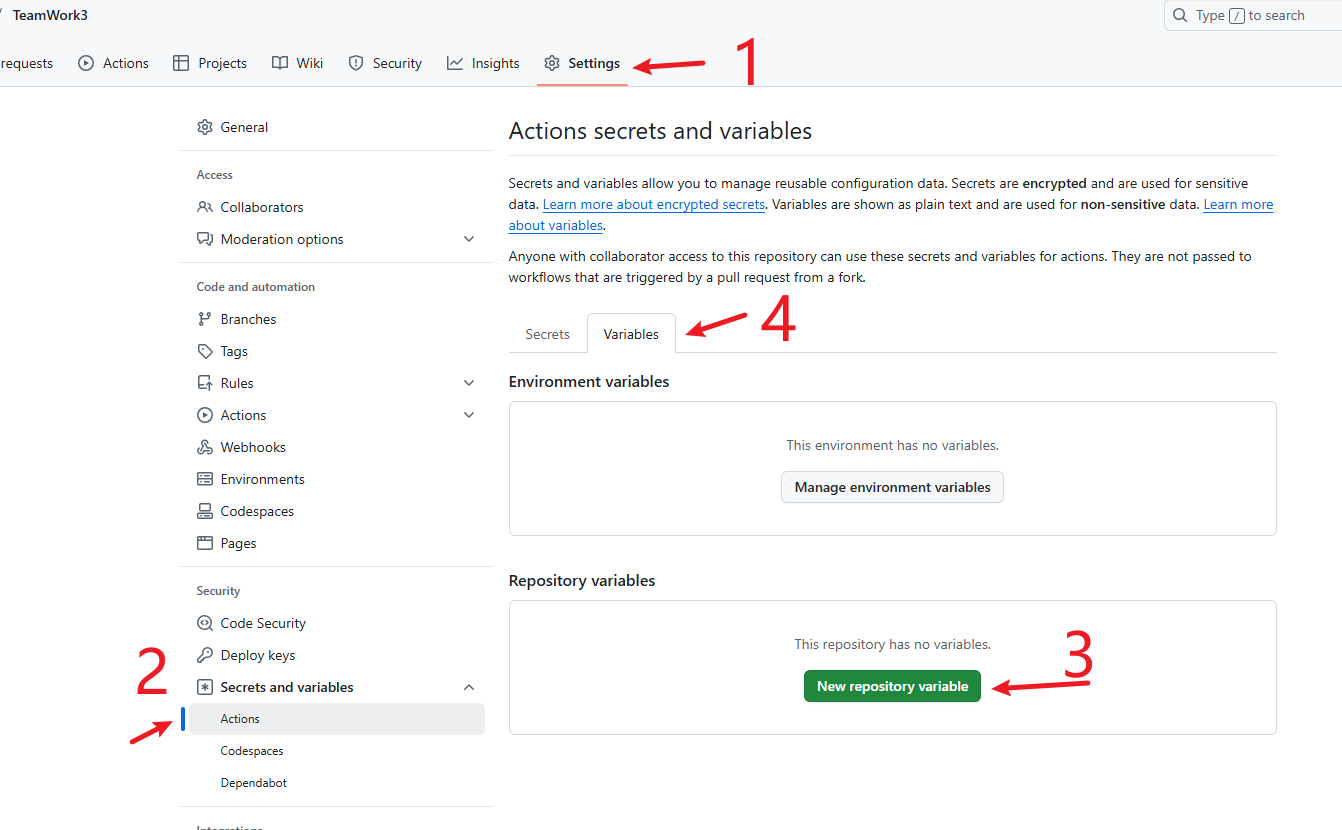 TeamWork3
Type / to search
requests Actions Projects Wiki Security Insights Settings 1
General
Access
Collaborators
Moderation options
Code and automation
Branches
Tags
Rules
Actions
Webhooks
Environments
Codespaces
Pages
Security
Code Security
Deploy keys
2
Secrets and variables
Actions
Codespaces
Dependabot
Integrations
Actions secrets and variables
Secrets and variables allow you to manage reusable configuration data. Secrets are encrypted and are used for sensitive
data. Learn more about encrypted secrets. Variables are shown as plain text and are used for non-sensitive data. Learn more
about variables.
Anyone with collaborator access to this repository can use these secrets and variables for actions. They are not passed to
workflows that are triggered by a pull request from a fork.
Secrets Variables 4
Environment variables
This environment has no variables.
Manage environment variables
Repository variables
This repository has no variables.
New repository variable 3